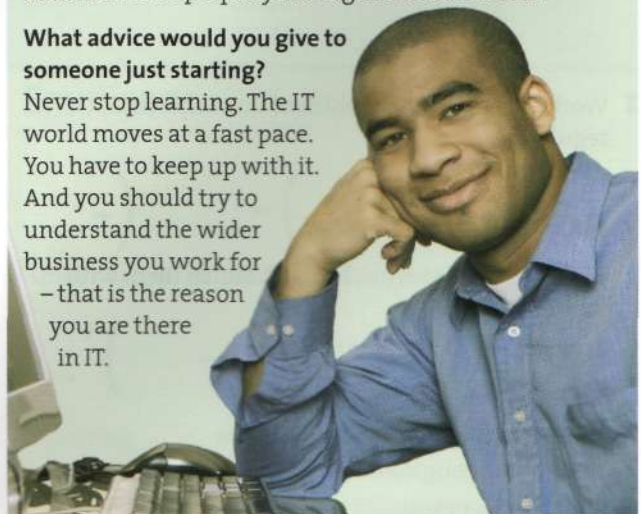 What advice would you give to
someone just starting?
Never stop learning. The IT
world moves at a fast pace.
You have to keep up with it.
And you should try to
understand the wider
business you work for
– that is the reason
you are there
in IT.